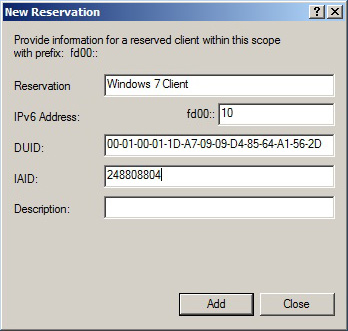 New Reservation
Provide information for a reserved client within this scope
with prefix: fd00::
Reservation Windows 7 Client
IPv6 Address: fd00:: 10
DUID: 00-01-00-01-1D-A7-09-09-D4-85-64-A1-56-2D
IAID: 248808804
Description:
Add Close